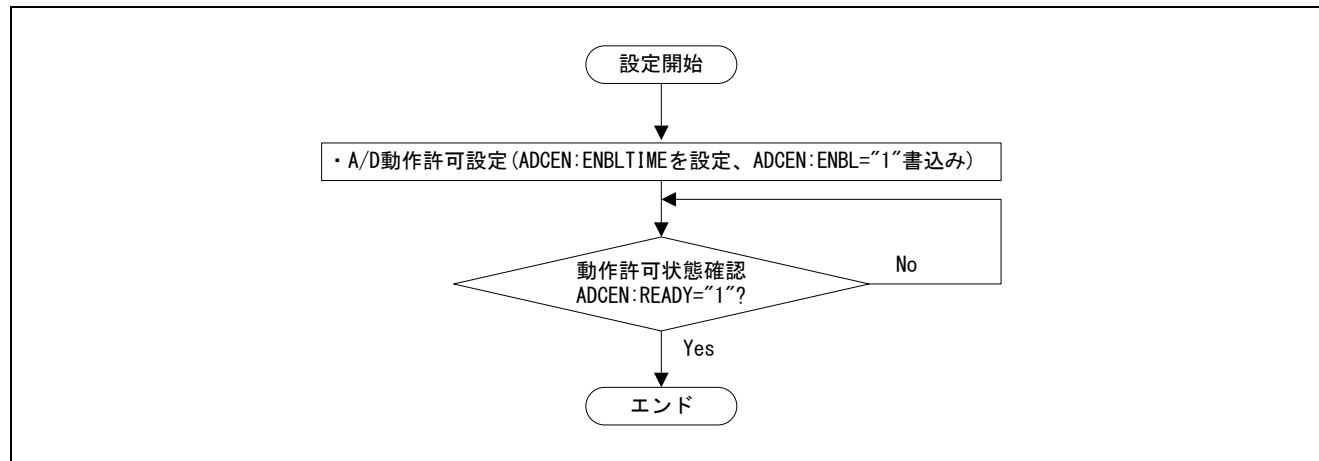 設定開始
・A/D動作許可設定(ADCEN:ENBLTIMEを設定、ADCEN:ENBL="1"書込み)
動作許可状態確認
ADCEN:READY="1"?
No
Yes
エンド